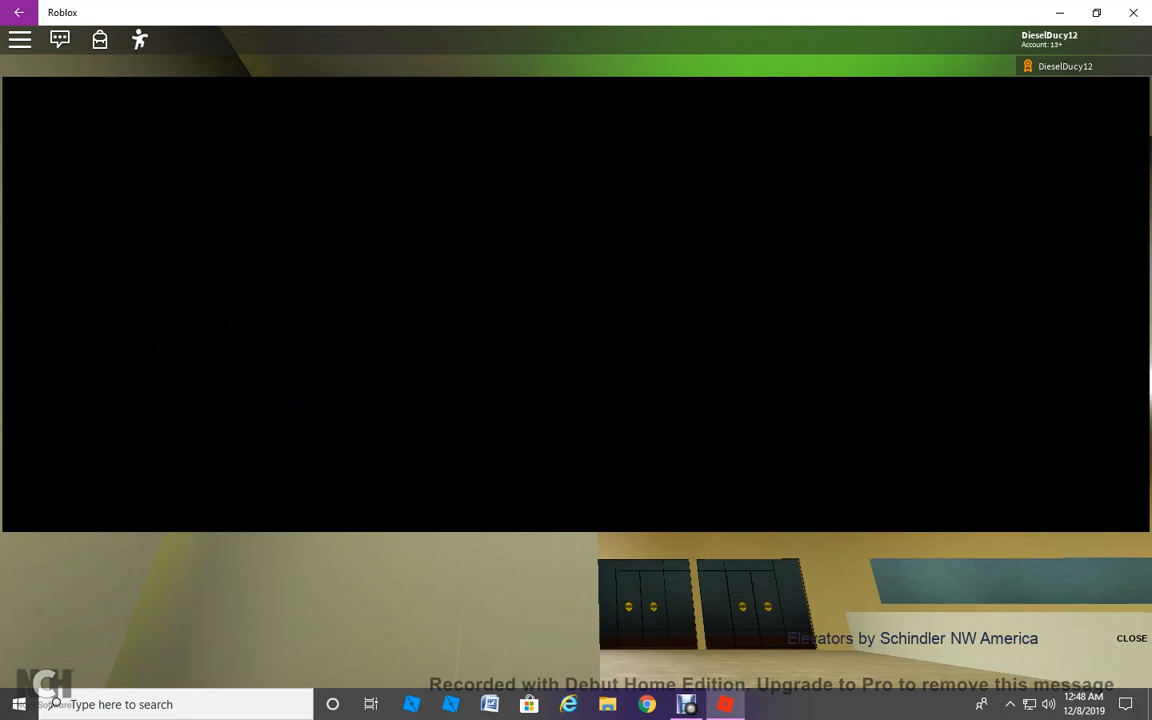 Roblox
DieselDucy12
Account: 13+
DieselDucy12
Elevators by Schindler NW America
CLOSE
Recorded with Debut Home Edition. Upgrade to Pro to remove this message
NCH
Type here to search
12:48 AM
12/8/2019